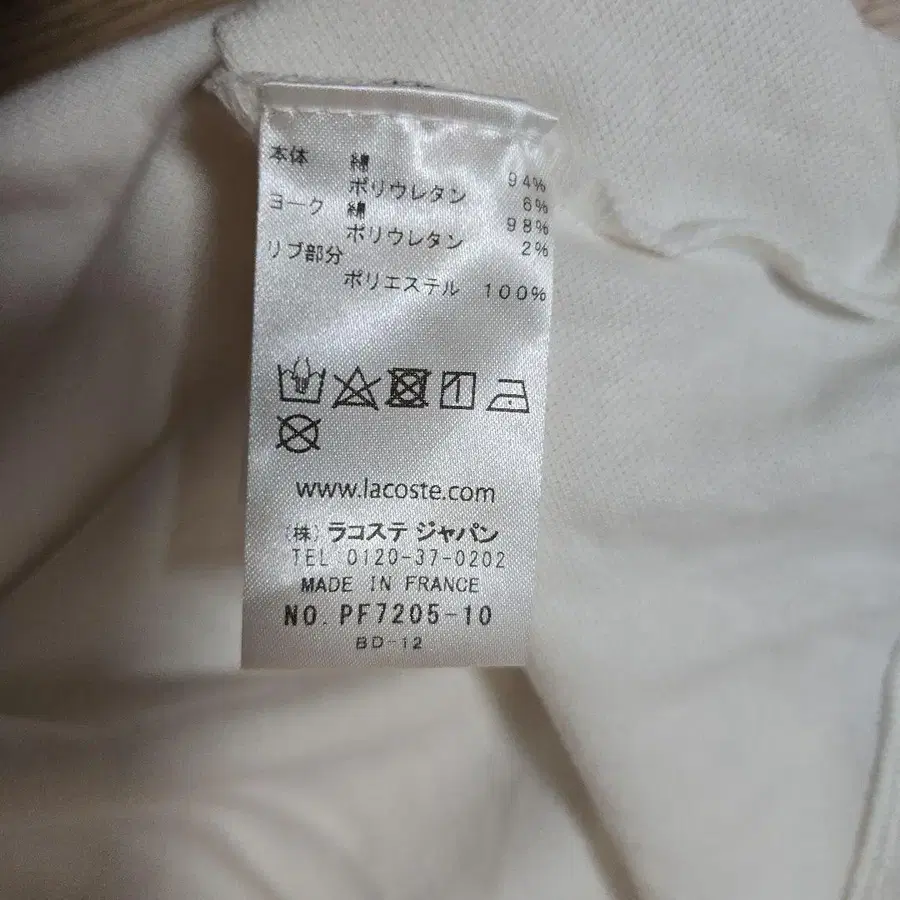 本体 綿 94%
ポリウレタン 6%
ヨーク 綿 98%
ポリウレタン 2%
リブ部分
ポリエステル 100%
www.lacoste.com
(株) ラコステ ジャパン
TEL 0120-37-0202
MADE IN FRANCE
NO. PF7205-10
BD-12